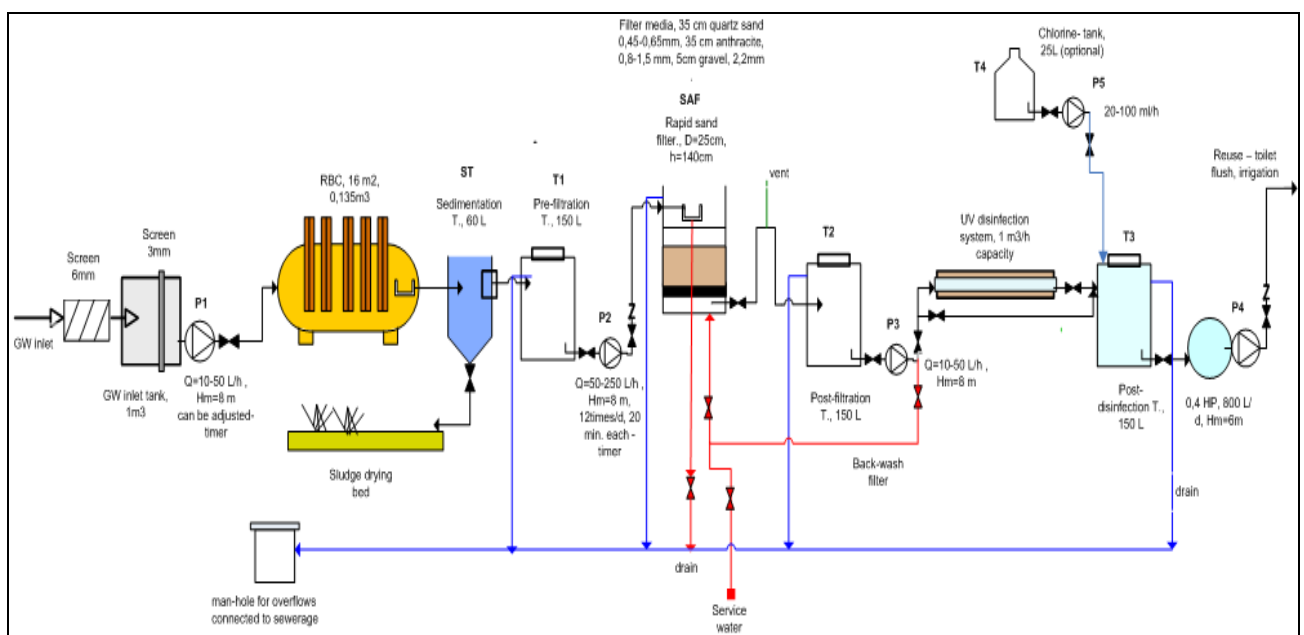 Filter media, 35 cm quartz sand
0,45-0,65mm, 35 cm anthracite,
0,8-1,5 mm, 5cm gravel, 2,2mm
SAF
Rapid sand
filter., D=25cm,
h=140cm
Chlorine- tank,
25L (optional)
T4
P5
20-100 ml/h
Reuse – toilet
flush, irrigation
vent
RBC, 16 m2,
0,135m3
ST
Sedimentation
T., 60 L
T1
Pre-filtration
T., 150 L
T2
UV disinfection
system, 1 m3/h
capacity
T3
Screen
6mm
Screen
3mm
P1
P2
P3
P4
Z
Z
GW inlet
GW inlet tank,
1m3
Q=10-50 L/h ,
Hm=8 m
can be adjusted-
timer
Q=50-250 L/h ,
Hm=8 m,
12times/d, 20
min. each -
timer
Post-filtration
T., 150 L
Q=10-50 L/h ,
Hm=8 m
Post-
disinfection T.,
150 L
0,4 HP, 800 L/
d, Hm=6m
Sludge drying
bed
Back-wash
filter
drain
drain
man-hole for overflows
connected to sewerage
Service
water